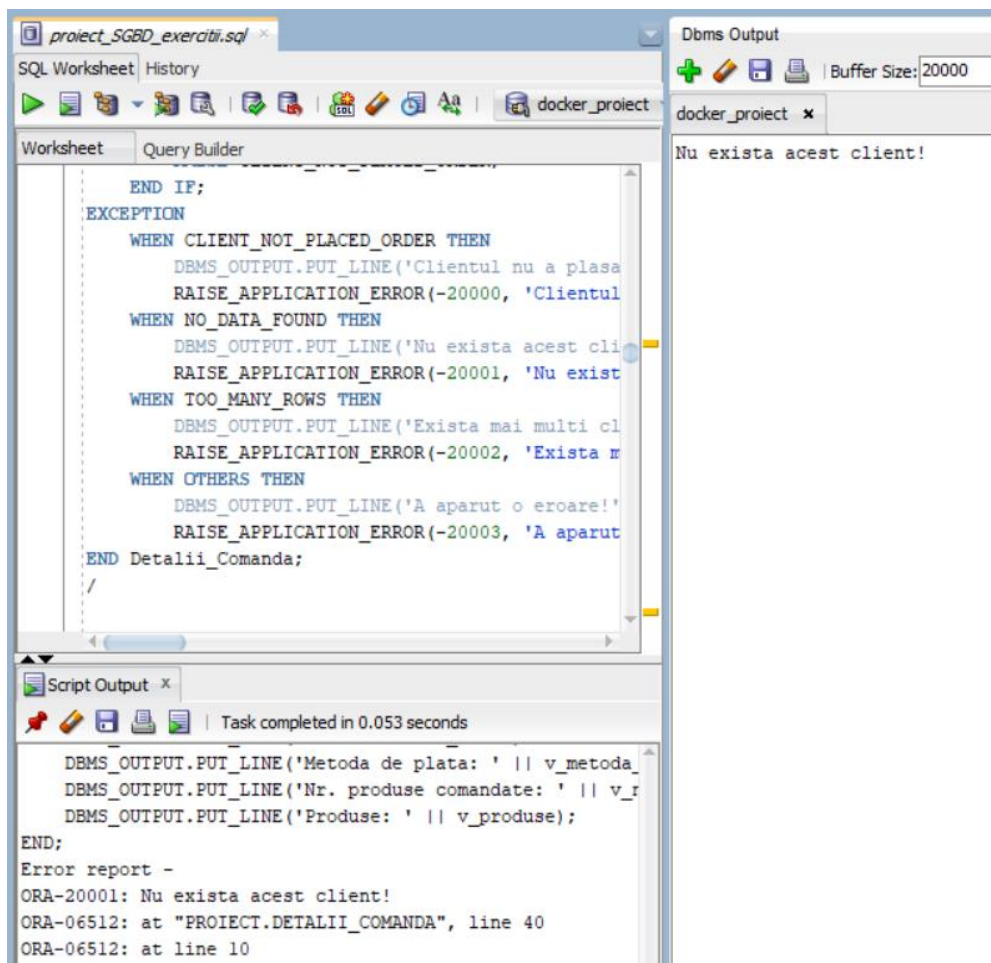 proiect_SGBD_exercitii.sql
SQL Worksheet History
docker_proiect
Worksheet Query Builder
END IF;
EXCEPTION
WHEN CLIENT_NOT_PLACED_ORDER THEN
DBMS_OUTPUT.PUT_LINE('Clientul nu a plasa
RAISE_APPLICATION_ERROR(-20000, 'Clientul
WHEN NO_DATA_FOUND THEN
DBMS_OUTPUT.PUT_LINE('Nu exista acest cli
RAISE_APPLICATION_ERROR(-20001, 'Nu exist
WHEN TOO_MANY_ROWS THEN
DBMS_OUTPUT.PUT_LINE('Exista mai multi cl
RAISE_APPLICATION_ERROR(-20002, 'Exista m
WHEN OTHERS THEN
DBMS_OUTPUT.PUT_LINE('A aparut o eroare!'
RAISE_APPLICATION_ERROR(-20003, 'A aparut
END Detalii_Comanda;
/
Script Output x
Task completed in 0.053 seconds
DBMS_OUTPUT.PUT_LINE('Metoda de plata: ' || v_metoda_
DBMS_OUTPUT.PUT_LINE('Nr. produse comandate: ' || v_
DBMS_OUTPUT.PUT_LINE('Produse: ' || v_produse);
END;
Error report -
ORA-20001: Nu exista acest client!
ORA-06512: at "PROIECT.DETALII_COMANDA", line 40
ORA-06512: at line 10
Dbms Output
Buffer Size: 20000
docker_proiect x
Nu exista acest client!